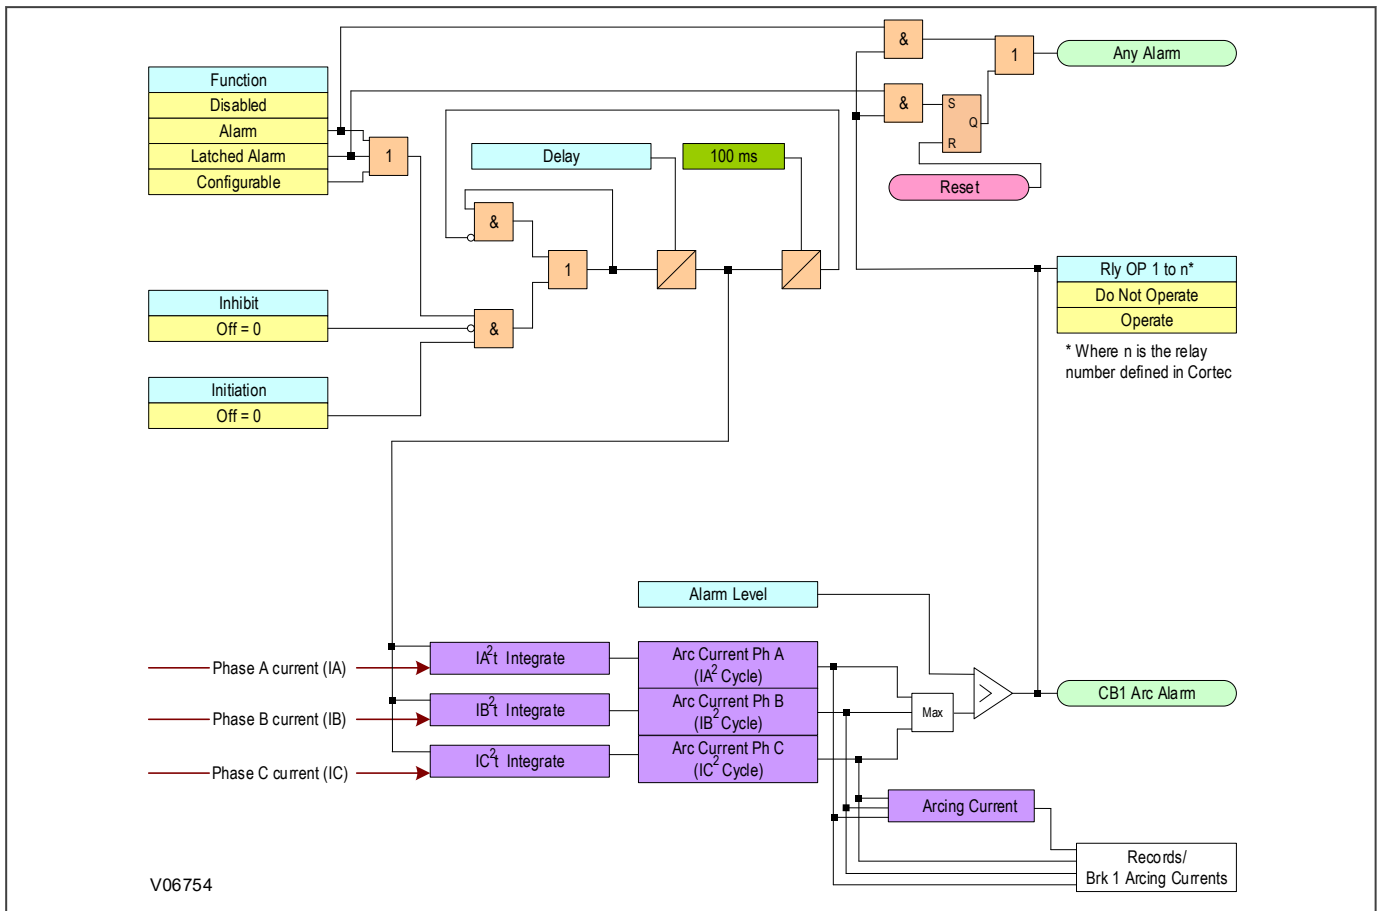 Function
Disabled
Alarm
Latched Alarm
Configurable
1
Delay
100 ms
&
&
1
Any Alarm
S
Q
R
Reset
&
1
Inhibit
Off = 0
&
Initiation
Off = 0
Rly OP 1 to n*
Do Not Operate
Operate
* Where n is the relay
number defined in Cortec
Alarm Level
Phase A current (IA)
IA²t Integrate
Arc Current Ph A
(IA² Cycle)
Phase B current (IB)
IB²t Integrate
Arc Current Ph B
(IB² Cycle)
Phase C current (IC)
IC²t Integrate
Arc Current Ph C
(IC² Cycle)
Max
>
CB1 Arc Alarm
Arcing Current
Records/
Brk 1 Arcing Currents
V06754